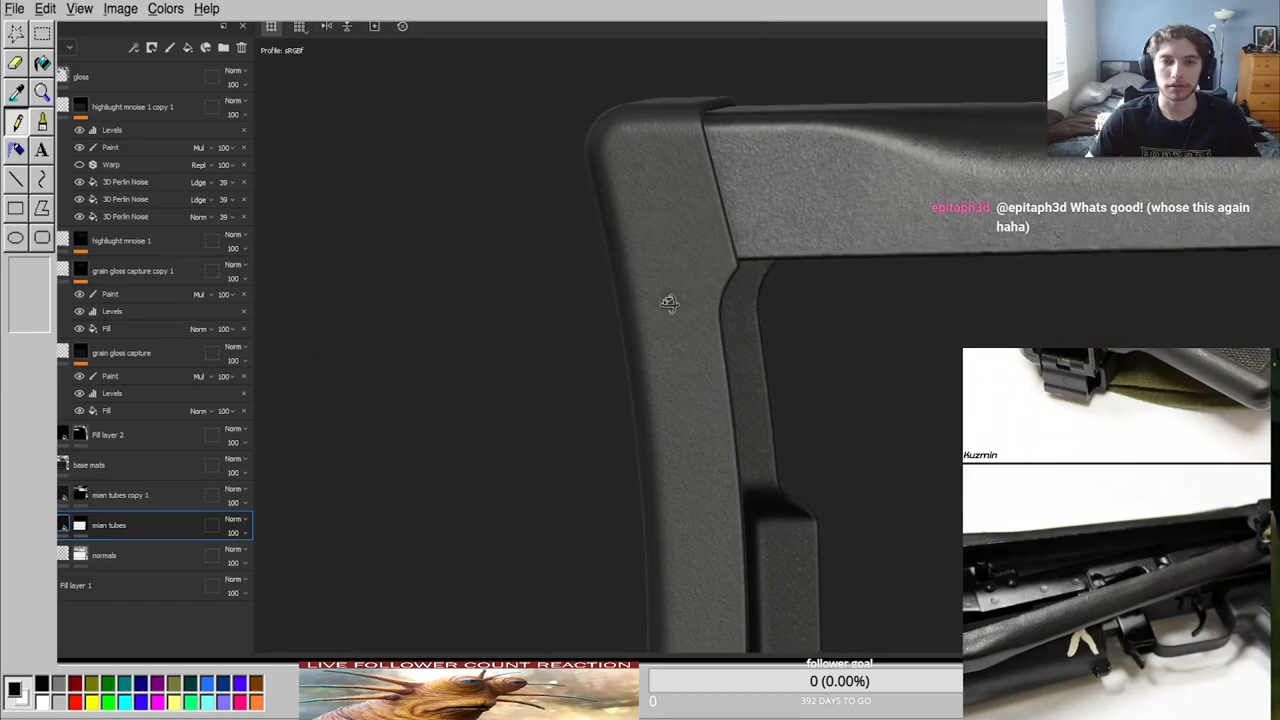 File Edit View Image Colors Help
Profile: sRGBf
gloss Norm 100
highliught mnoise 1 copy 1 Norm 100
Levels
Paint Mul 100
Warp Repl 100
3D Perlin Noise Ldge 39
3D Perlin Noise Ldge 39
3D Perlin Noise Norm 39
highliught mnoise 1 Norm 100
grain gloss capture copy 1 Norm 100
Paint Mul 100
Levels
Fill Norm 100
grain gloss capture Norm 100
Paint Mul 100
Levels
Fill Norm 100
Fill layer 2 Norm 100
base mats Norm 100
mian tubes copy 1 Norm 100
mian tubes Norm 100
normals Norm 100
Fill layer 1 Norm 100
epitaph3d @epitaph3d Whats good! (whose this again
haha)
Kuzmin
LIVE FOLLOWER COUNT REACTION
follower goal
0 (0.00%)
0 392 DAYS TO GO